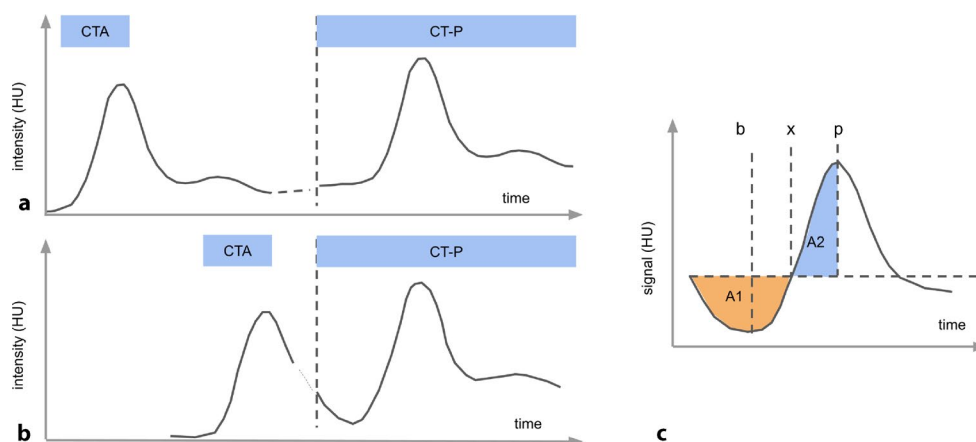 CTA CT-P
intensity (HU)
time
a
CTA CT-P
intensity (HU)
time
b
b x p
signal (HU)
A1 A2
time
c